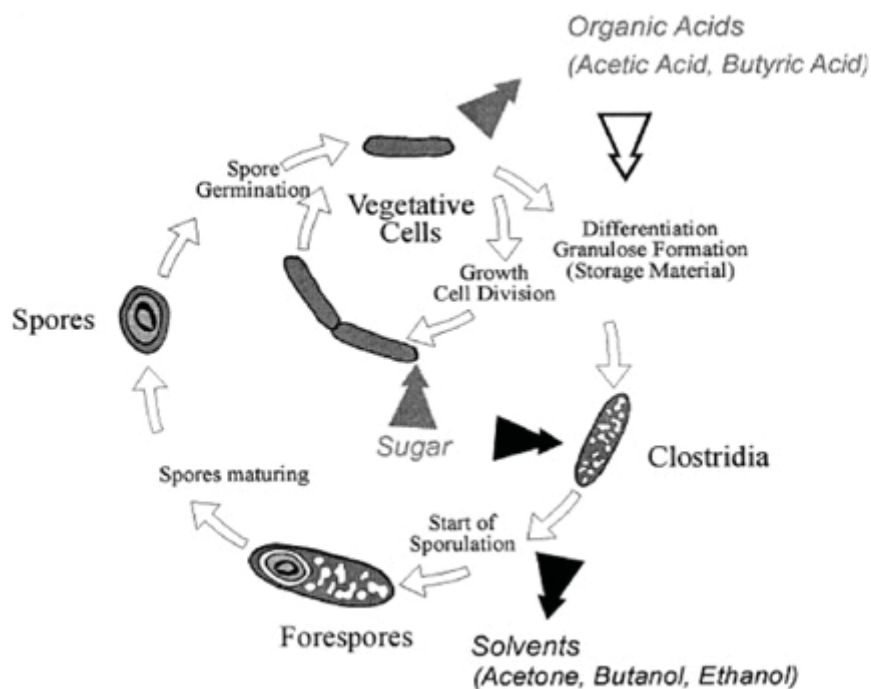 Organic Acids
(Acetic Acid, Butyric Acid)
Spore
Germination
Vegetative
Cells
Differentiation
Granulose Formation
(Storage Material)
Growth
Cell Division
Spores
Sugar
Clostridia
Spores maturing
Start of
Sporulation
Forespores
Solvents
(Acetone, Butanol, Ethanol)